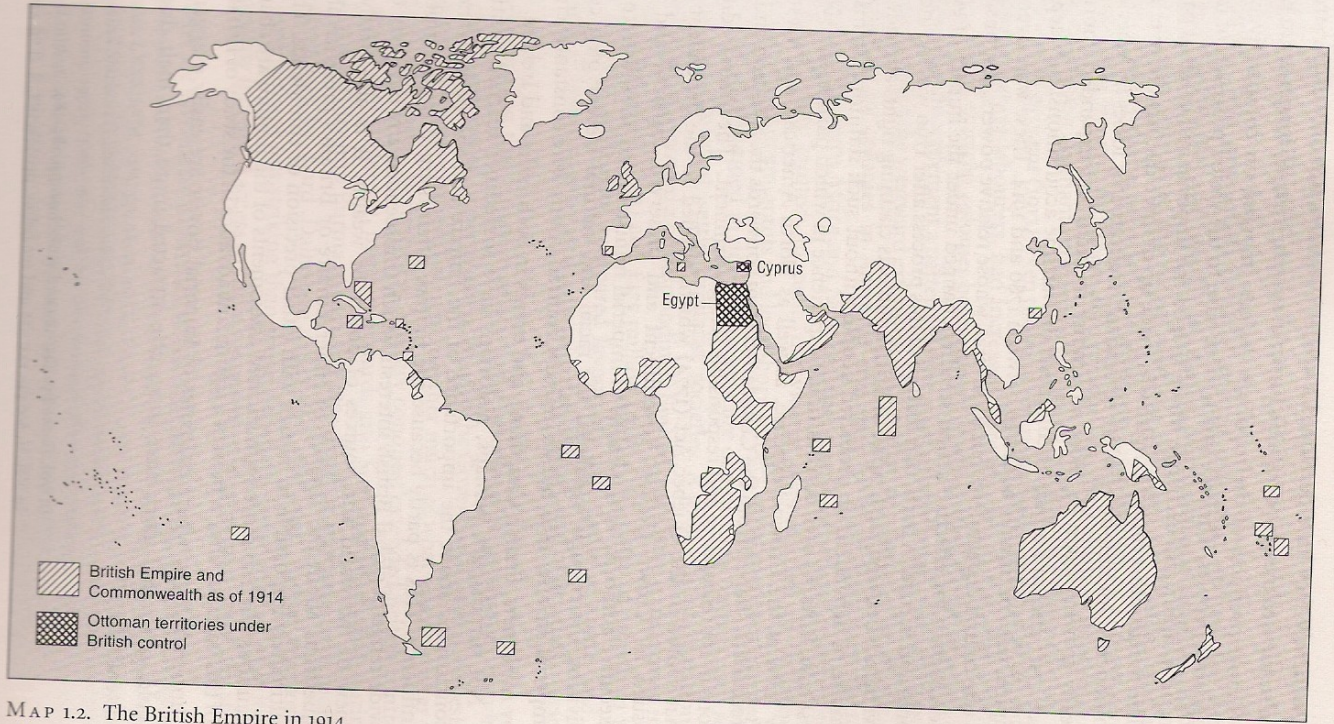 Cyprus
Egypt
British Empire and
Commonwealth as of 1914
Ottoman territories under
British control
MAP 1.2. The British Empire in 1914